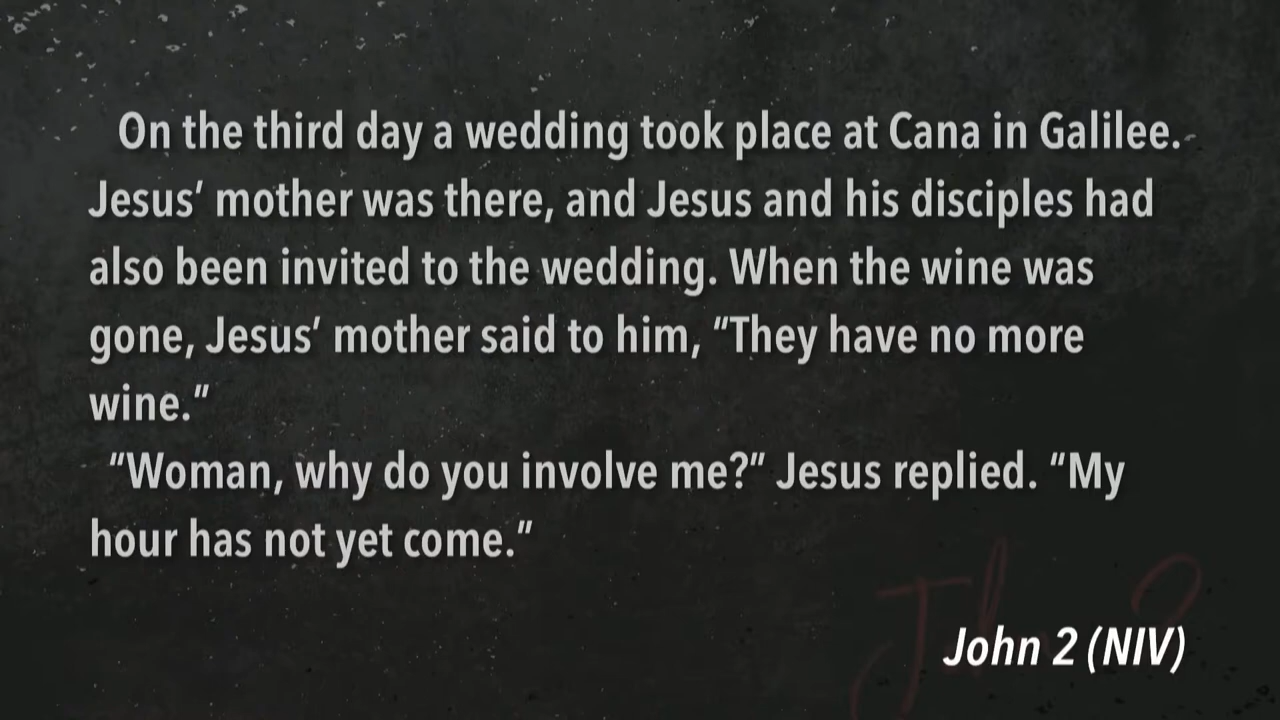 On the third day a wedding took place at Cana in Galilee.
Jesus’ mother was there, and Jesus and his disciples had
also been invited to the wedding. When the wine was
gone, Jesus’ mother said to him, “They have no more
wine.”
“Woman, why do you involve me?” Jesus replied. “My
hour has not yet come.”
John 2
John 2 (NIV)